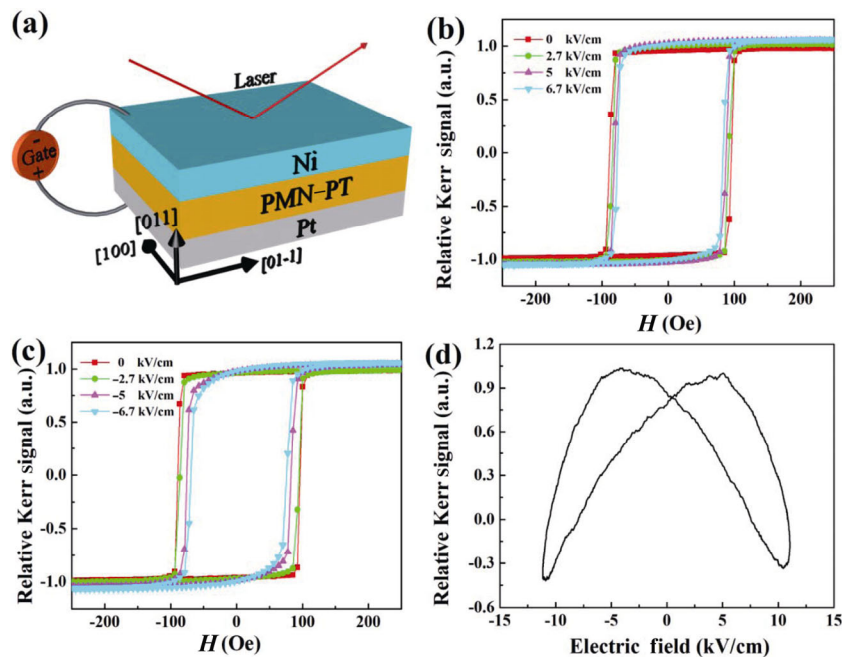 (a)
Laser
-
Gate
+
Ni
PMN-PT
Pt
[011]
[100]
[01-1]
(b)
Relative Kerr signal (a.u.)
1.0
0.5
0.0
-0.5
-1.0
0 kV/cm
2.7 kV/cm
5 kV/cm
6.7 kV/cm
-200 -100 0 100 200
H (Oe)
(c)
Relative Kerr signal (a.u.)
1.0
0.5
0.0
-0.5
-1.0
0 kV/cm
-2.7 kV/cm
-5 kV/cm
-6.7 kV/cm
-200 -100 0 100 200
H (Oe)
(d)
Relative Kerr signal (a.u.)
1.2
0.9
0.6
0.3
0.0
-0.3
-0.6
-15 -10 -5 0 5 10 15
Electric field (kV/cm)